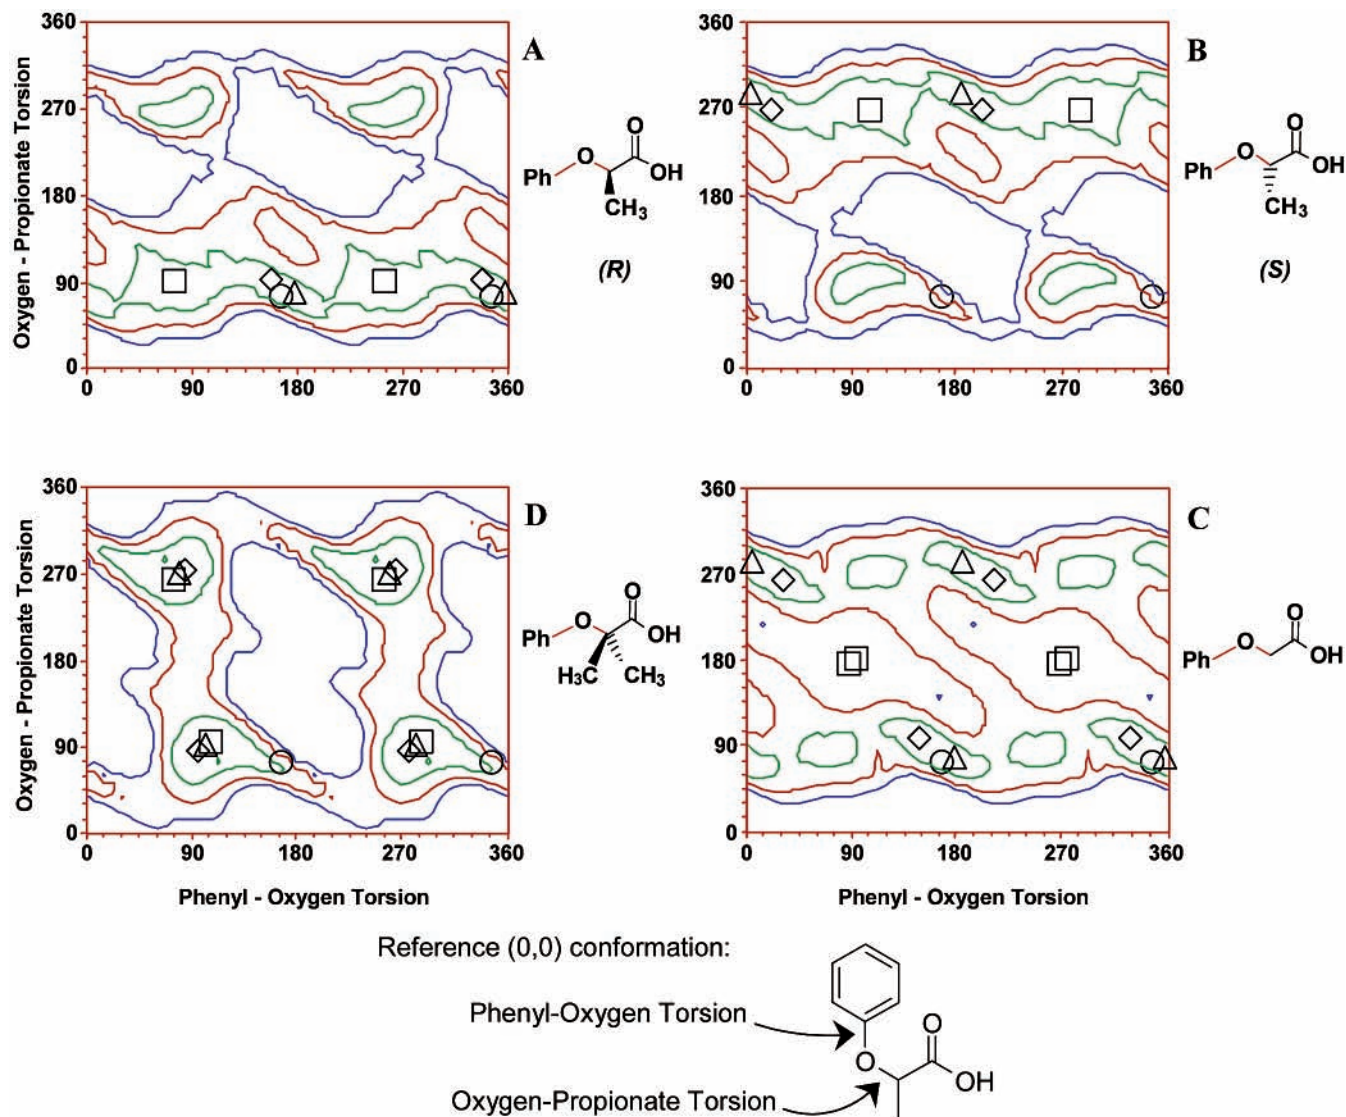 A
B
Oxygen - Propionate Torsion
360
270
180
90
0
0 90 180 270 360
O
O
Ph
OH
CH₃
(R)
360
270
180
90
0
0 90 180 270 360
O
O
Ph
OH
CH₃
(S)
D
C
Oxygen - Propionate Torsion
360
270
180
90
0
0 90 180 270 360
Phenyl - Oxygen Torsion
O
O
Ph
OH
H₃C
CH₃
360
270
180
90
0
0 90 180 270 360
Phenyl - Oxygen Torsion
O
O
Ph
OH
Reference (0,0) conformation:
Phenyl-Oxygen Torsion
O
O
OH
Oxygen-Propionate Torsion